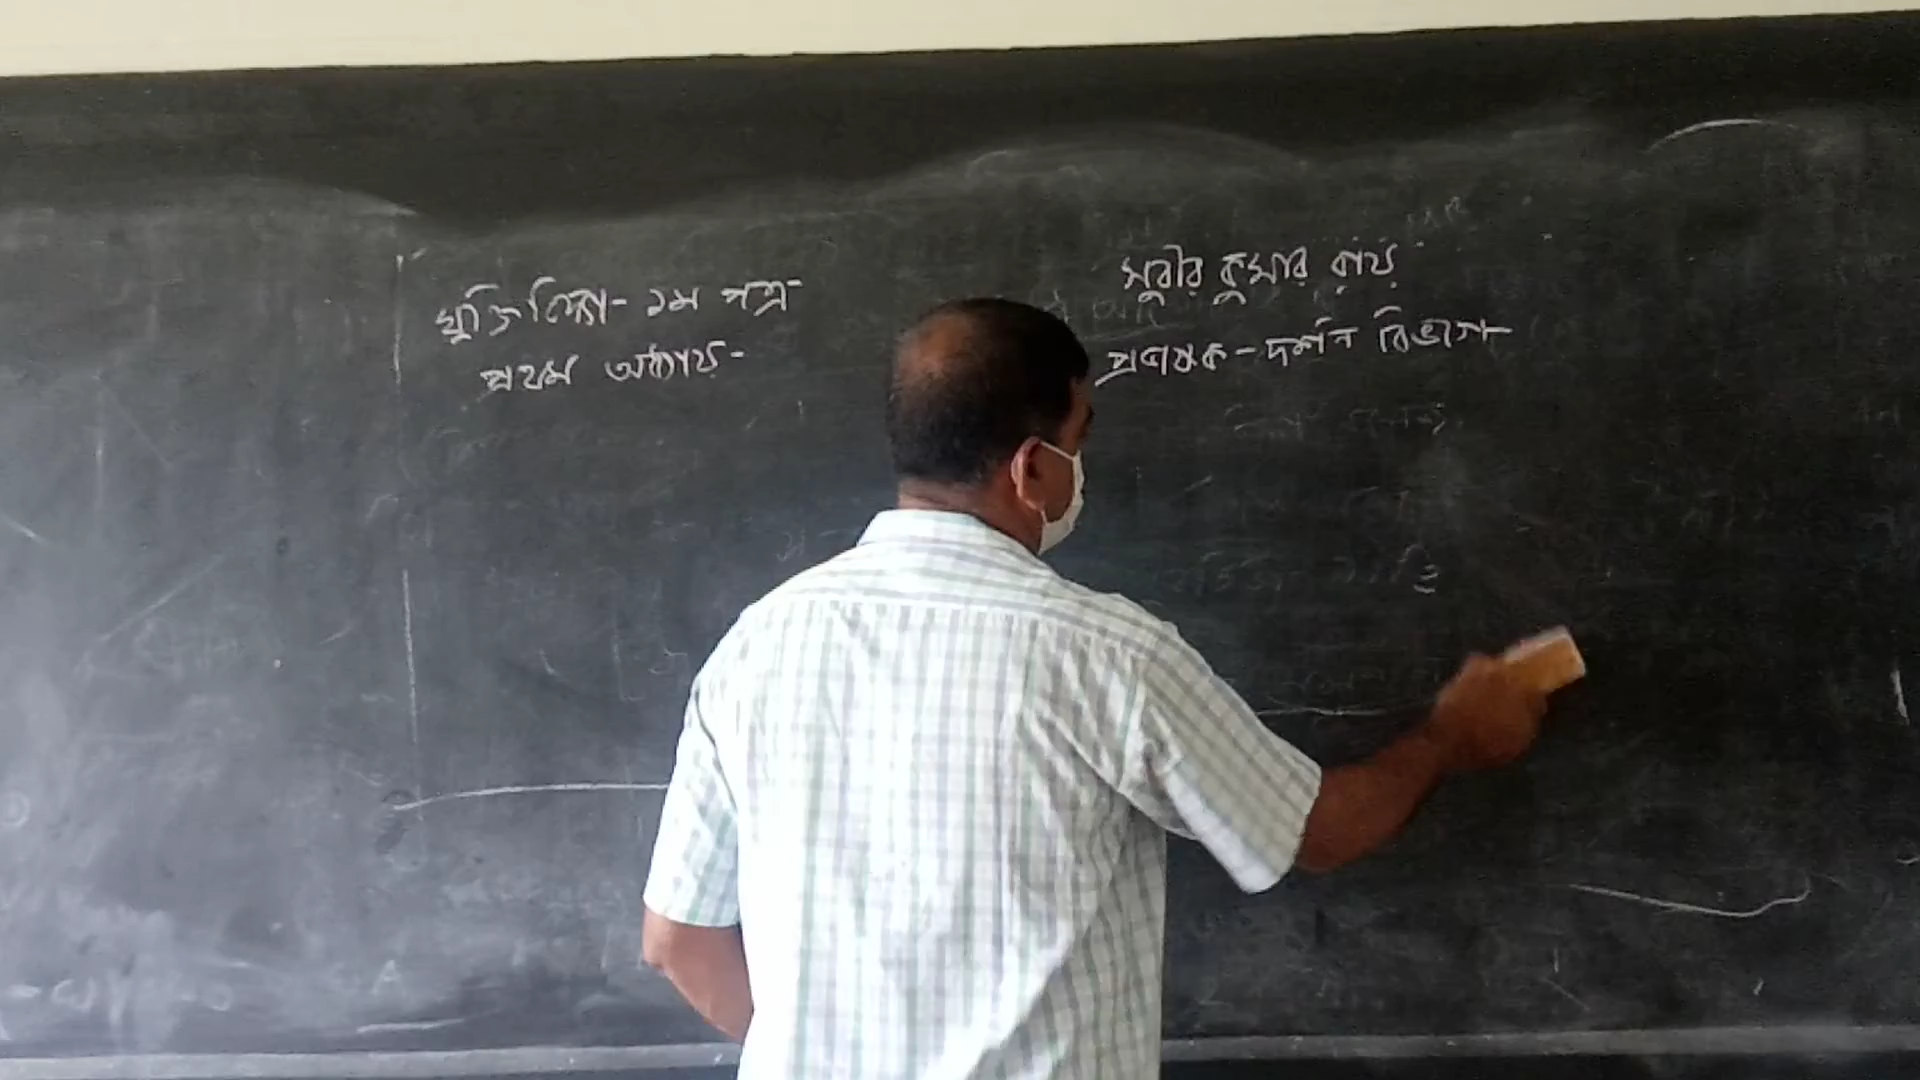 যুক্তিবিদ্যা- ১ম পত্র-
প্রথম অধ্যায়-
সুবীর কুমার রায়
প্রভাষক-দর্শন বিভাগ
A